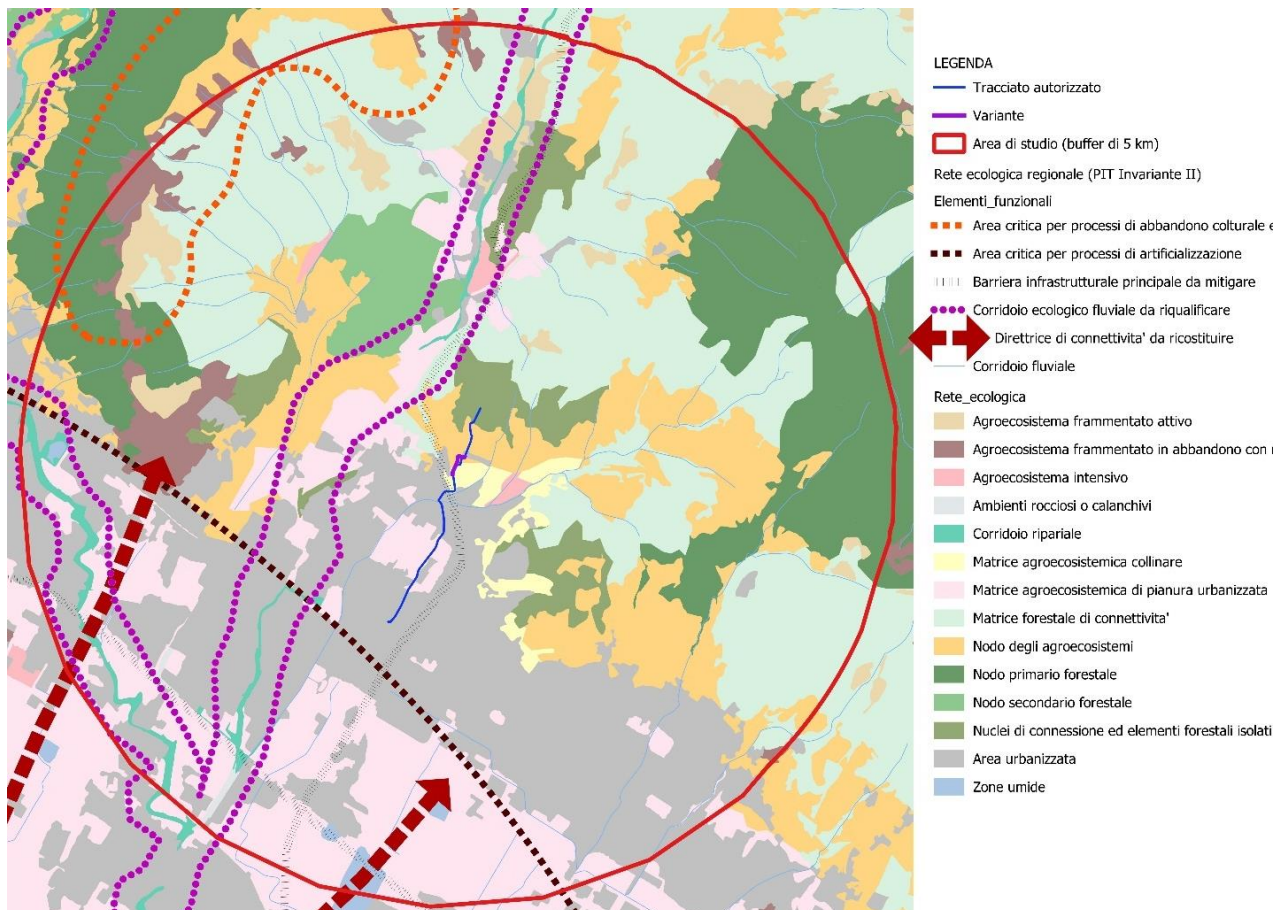 LEGENDA
Tracciato autorizzato
Variante
Area di studio (buffer di 5 km)
Rete ecologica regionale (PIT Invariante II)
Elementi_funzionali
Area critica per processi di abbandono colturale e
Area critica per processi di artificializzazione
Barriera infrastrutturale principale da mitigare
Corridoio ecologico fluviale da riqualificare
Direttrice di connettivita' da ricostituire
Corridoio fluviale
Rete_ecologica
Agroecosistema frammentato attivo
Agroecosistema frammentato in abbandono con
Agroecosistema intensivo
Ambienti rocciosi o calanchivi
Corridoio ripariale
Matrice agroecosistemica collinare
Matrice agroecosistemica di pianura urbanizzata
Matrice forestale di connettivita'
Nodo degli agroecosistemi
Nodo primario forestale
Nodo secondario forestale
Nuclei di connessione ed elementi forestali isolati
Area urbanizzata
Zone umide